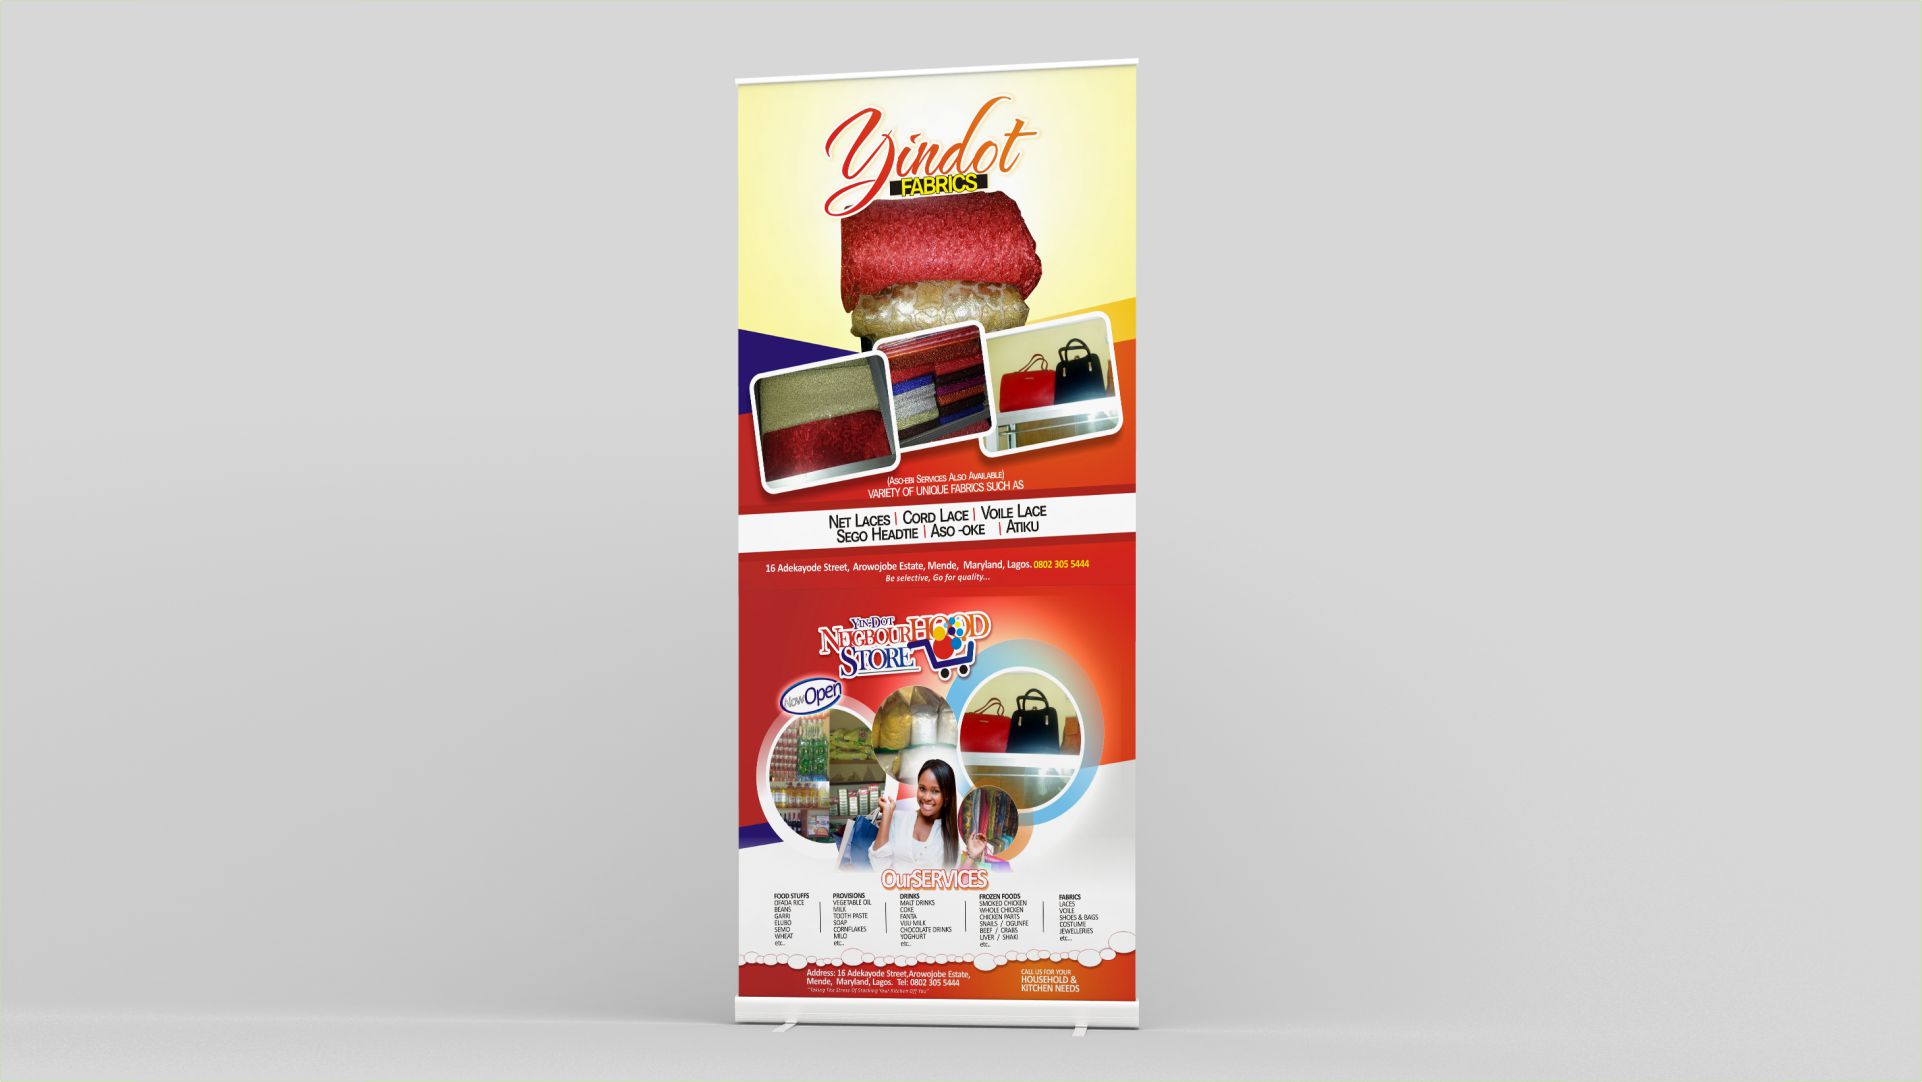 Yindot
FABRICS
(ASO-EBI SERVICES ALSO AVAILABLE)
VARIETY OF UNIQUE FABRICS SUCH AS
NET LACES | CORD LACE | VOILE LACE
SEGO HEADTIE | ASO -OKE | ATIKU
16 Adekayode Street, Arowojobe Estate, Mende, Maryland, Lagos. 0802 305 5444
Be selective, Go for quality...
YIN-DOT
NEIGBOURHOOD
STORE
Now Open
Our SERVICES
FOOD STUFFS
OFADA RICE
BEANS
GARRI
ELUBO
SEMO
WHEAT
etc..
PROVISIONS
VEGETABLE OIL
MILK
TOOTH PASTE
SOAP
CORNFLAKES
MILO
etc..
DRINKS
MALT DRINKS
COKE
FANTA
VIJU MILK
CHOCOLATE DRINKS
YOGHURT
etc..
FROZEN FOODS
SMOKED CHICKEN
WHOLE CHICKEN
CHICKEN PARTS
SNAILS / OGUNFE
BEEF / CRABS
LIVER / SHAKI
etc..
FABRICS
LACES
VOILE
SHOES & BAGS
COSTUME
JEWELLERIES
etc...
Address: 16 Adekayode Street,Arowojobe Estate,
Mende, Maryland, Lagos. Tel: 0802 305 5444
"Taking The Stress Of Stocking Your Kitchen Off You"
CALL US FOR YOUR
HOUSEHOLD &
KITCHEN NEEDS